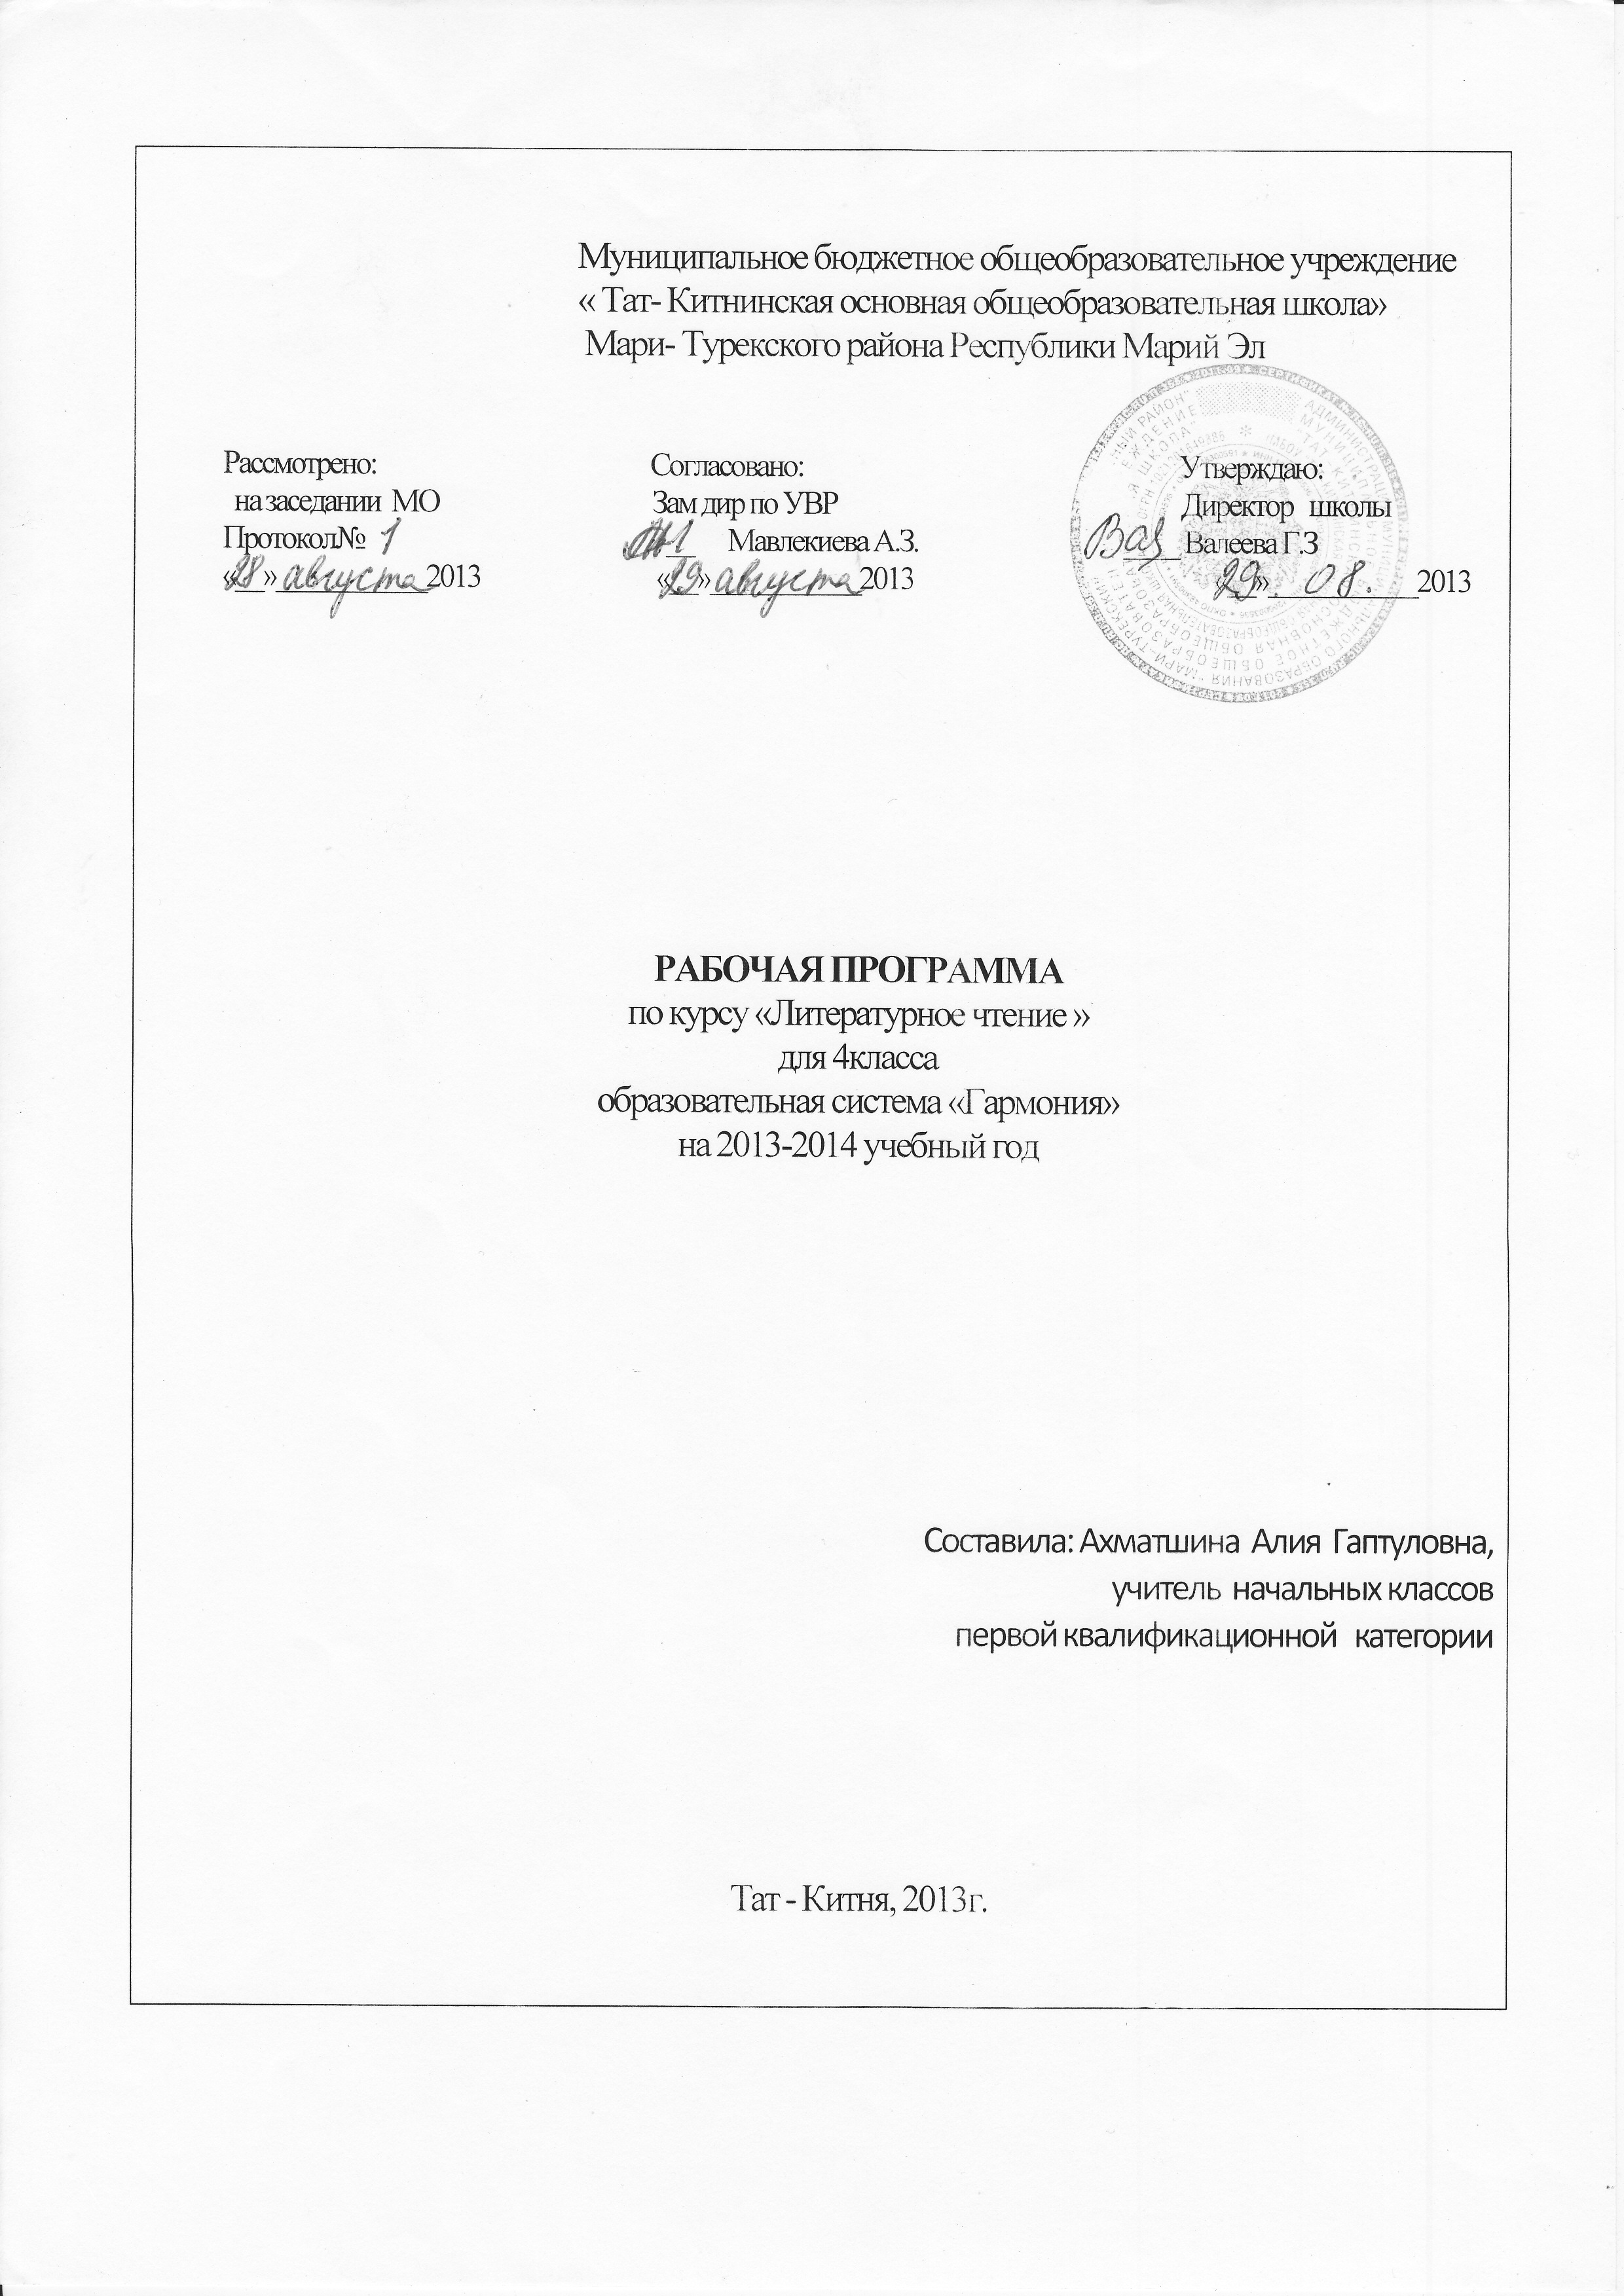 Муниципальное бюджетное общеобразовательное учреждение
« Тат- Китнинская основная общеобразовательная школа»
Мари- Турекского района Республики Марий Эл
Рассмотрено:
на заседании МО
Протокол№ 1
«28» августа 2013
Согласовано:
Зам дир по УВР
Мавлекиева А.З.
«29» августа 2013
Утверждаю:
Директор школы
Валеева Г.З
«29». 08. 2013
РАБОЧАЯ ПРОГРАММА
по курсу «Литературное чтение »
для 4класса
образовательная система «Гармония»
на 2013-2014 учебный год
Составила: Ахматшина Алия Гаптуловна,
учитель начальных классов
первой квалификационной категории
Тат - Китня, 2013г.